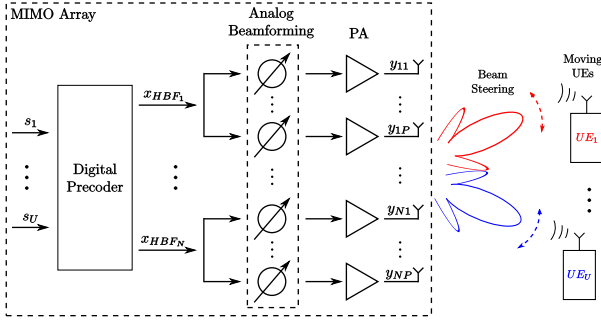 MIMO Array
Analog
Beamforming
PA
s1
sU
Digital
Precoder
xHBF1
xHBFN
y11
y1P
yN1
yNP
Beam
Steering
Moving
UEs
UE1
UEU